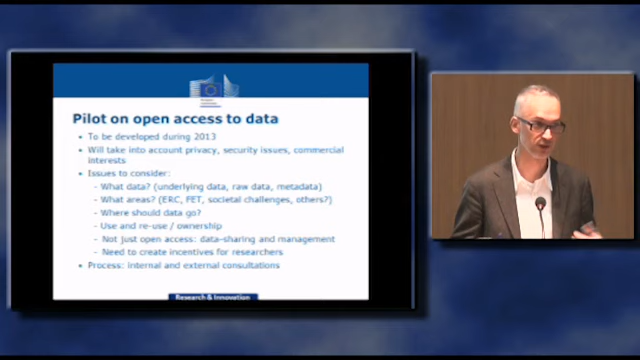 Pilot on open access to data
• To be developed during 2013
• Will take into account privacy, security issues, commercial
interests
• Issues to consider:
- What data? (underlying data, raw data, metadata)
- What areas? (ERC, FET, societal challenges, others?)
- Where should data go?
- Use and re-use / ownership
- Not just open access: data-sharing and management
- Need to create incentives for researchers
• Process: internal and external consultations
Research & Innovation